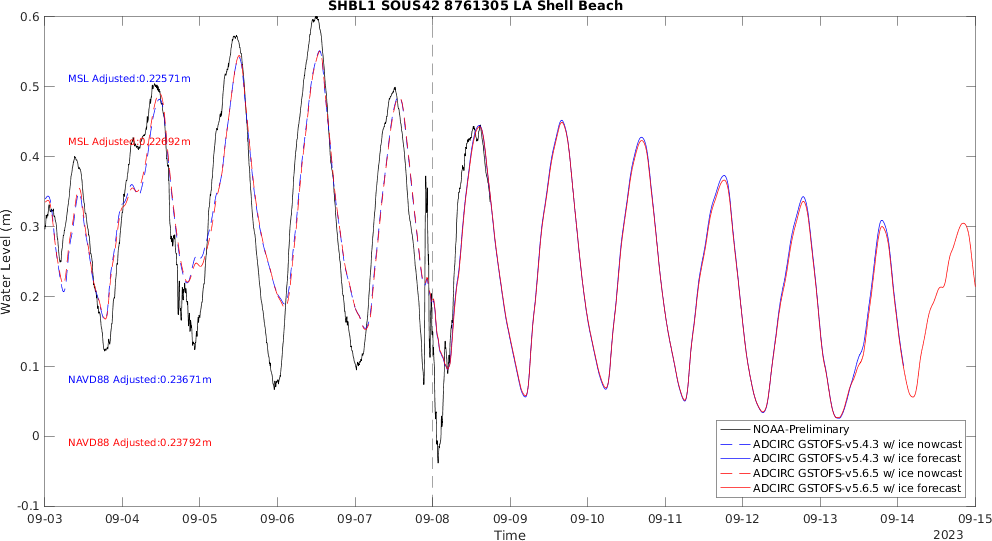 SHBL1 SOUS42 8761305 LA Shell Beach
0.6
0.5
0.4
0.3
0.2
0.1
0
-0.1
Water Level (m)
MSL Adjusted:0.22571m
MSL Adjusted:0.22692m
NAVD88 Adjusted:0.23671m
NAVD88 Adjusted:0.23792m
NOAA-Preliminary
ADCIRC GSTOFS-v5.4.3 w/ ice nowcast
ADCIRC GSTOFS-v5.4.3 w/ ice forecast
ADCIRC GSTOFS-v5.6.5 w/ ice nowcast
ADCIRC GSTOFS-v5.6.5 w/ ice forecast
09-03 09-04 09-05 09-06 09-07 09-08 09-09 09-10 09-11 09-12 09-13 09-14 09-15
Time
2023